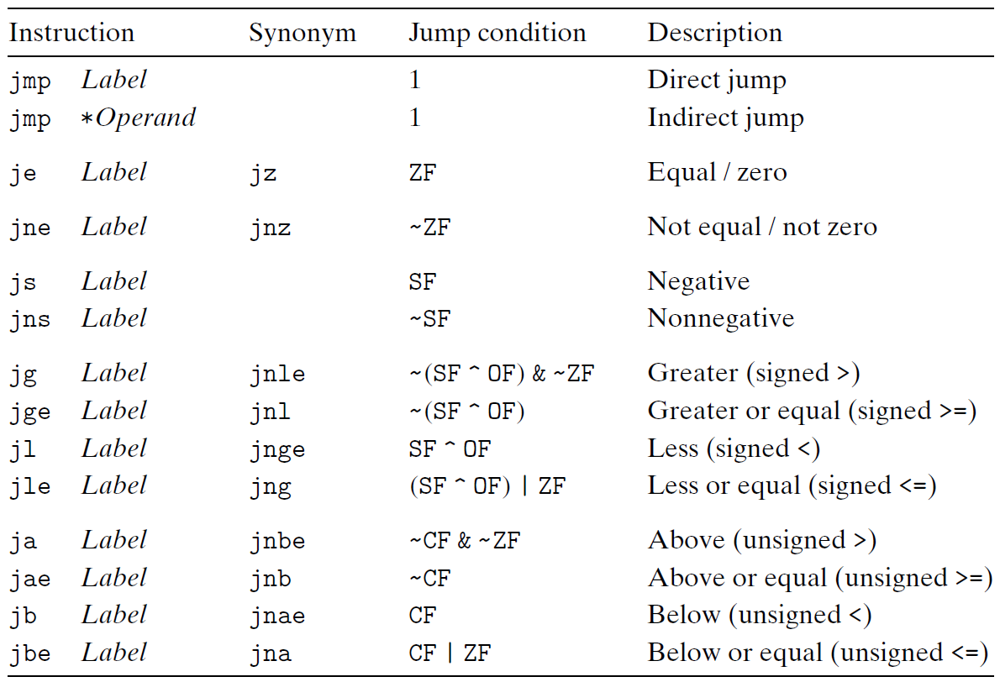 Instruction Synonym Jump condition Description
jmp Label 1 Direct jump
jmp *Operand 1 Indirect jump
je Label jz ZF Equal / zero
jne Label jnz ~ZF Not equal / not zero
js Label SF Negative
jns Label ~SF Nonnegative
jg Label jnle ~(SF ^ OF) & ~ZF Greater (signed >)
jge Label jnl ~(SF ^ OF) Greater or equal (signed >=)
jl Label jnge SF ^ OF Less (signed <)
jle Label jng (SF ^ OF) | ZF Less or equal (signed <=)
ja Label jnbe ~CF & ~ZF Above (unsigned >)
jae Label jnb ~CF Above or equal (unsigned >=)
jb Label jnae CF Below (unsigned <)
jbe Label jna CF | ZF Below or equal (unsigned <=)